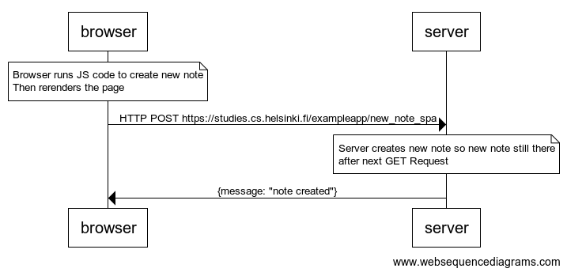 browser
server
Browser runs JS code to create new note
Then rerenders the page
HTTP POST https://studies.cs.helsinki.fi/exampleapp/new_note_spa
Server creates new note so new note still there
after next GET Request
{message: "note created"}
browser
server
www.websequencediagrams.com